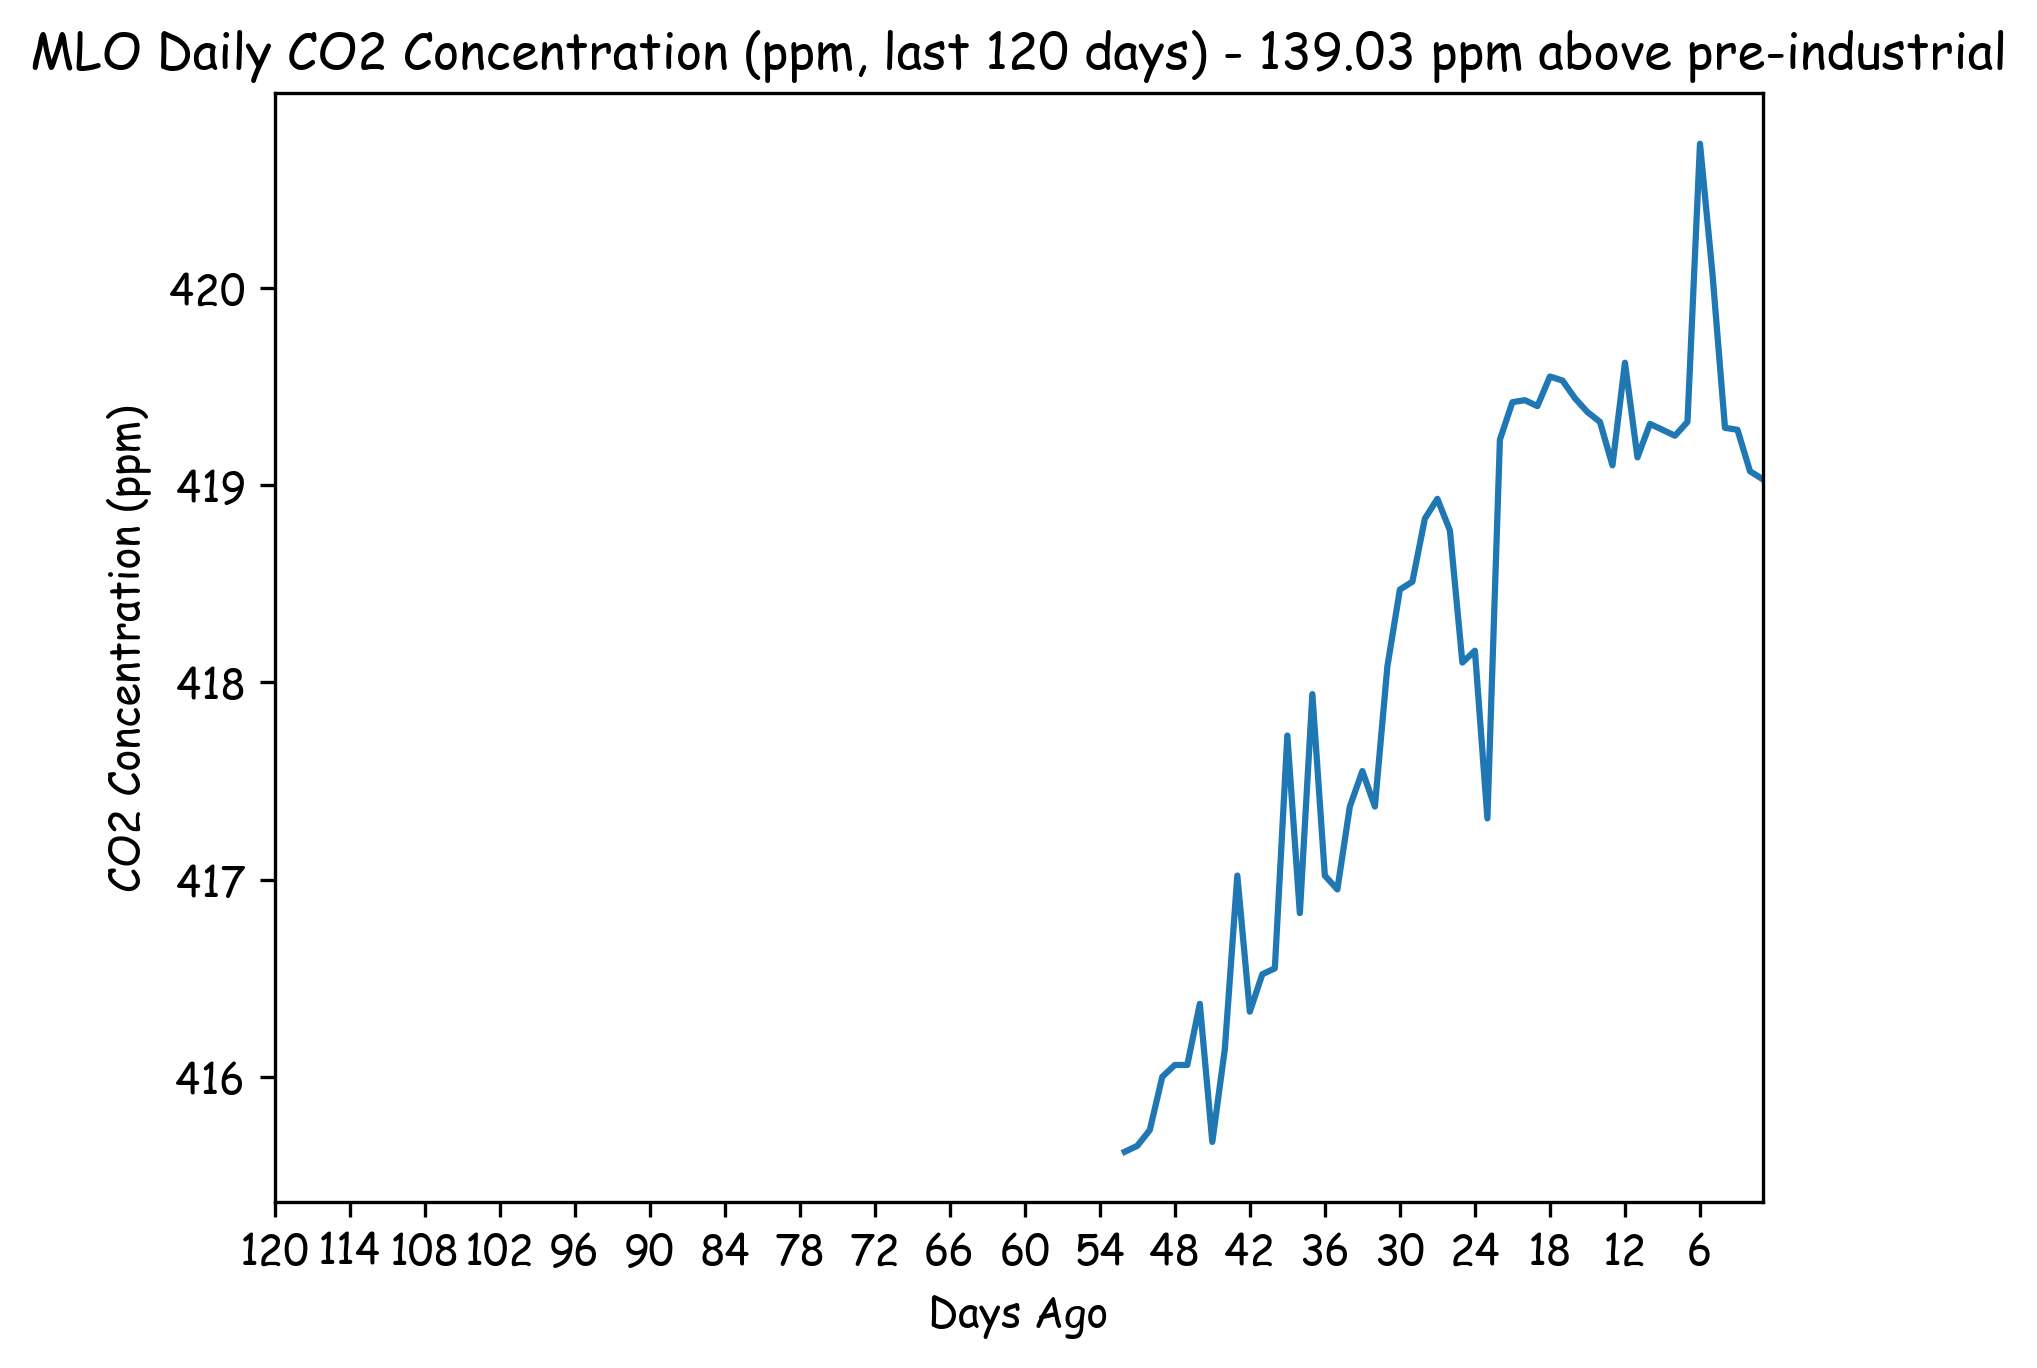 MLO Daily CO2 Concentration (ppm, last 120 days) - 139.03 ppm above pre-industrial
CO2 Concentration (ppm)
420
419
418
417
416
120 114 108 102 96 90 84 78 72 66 60 54 48 42 36 30 24 18 12 6
Days Ago